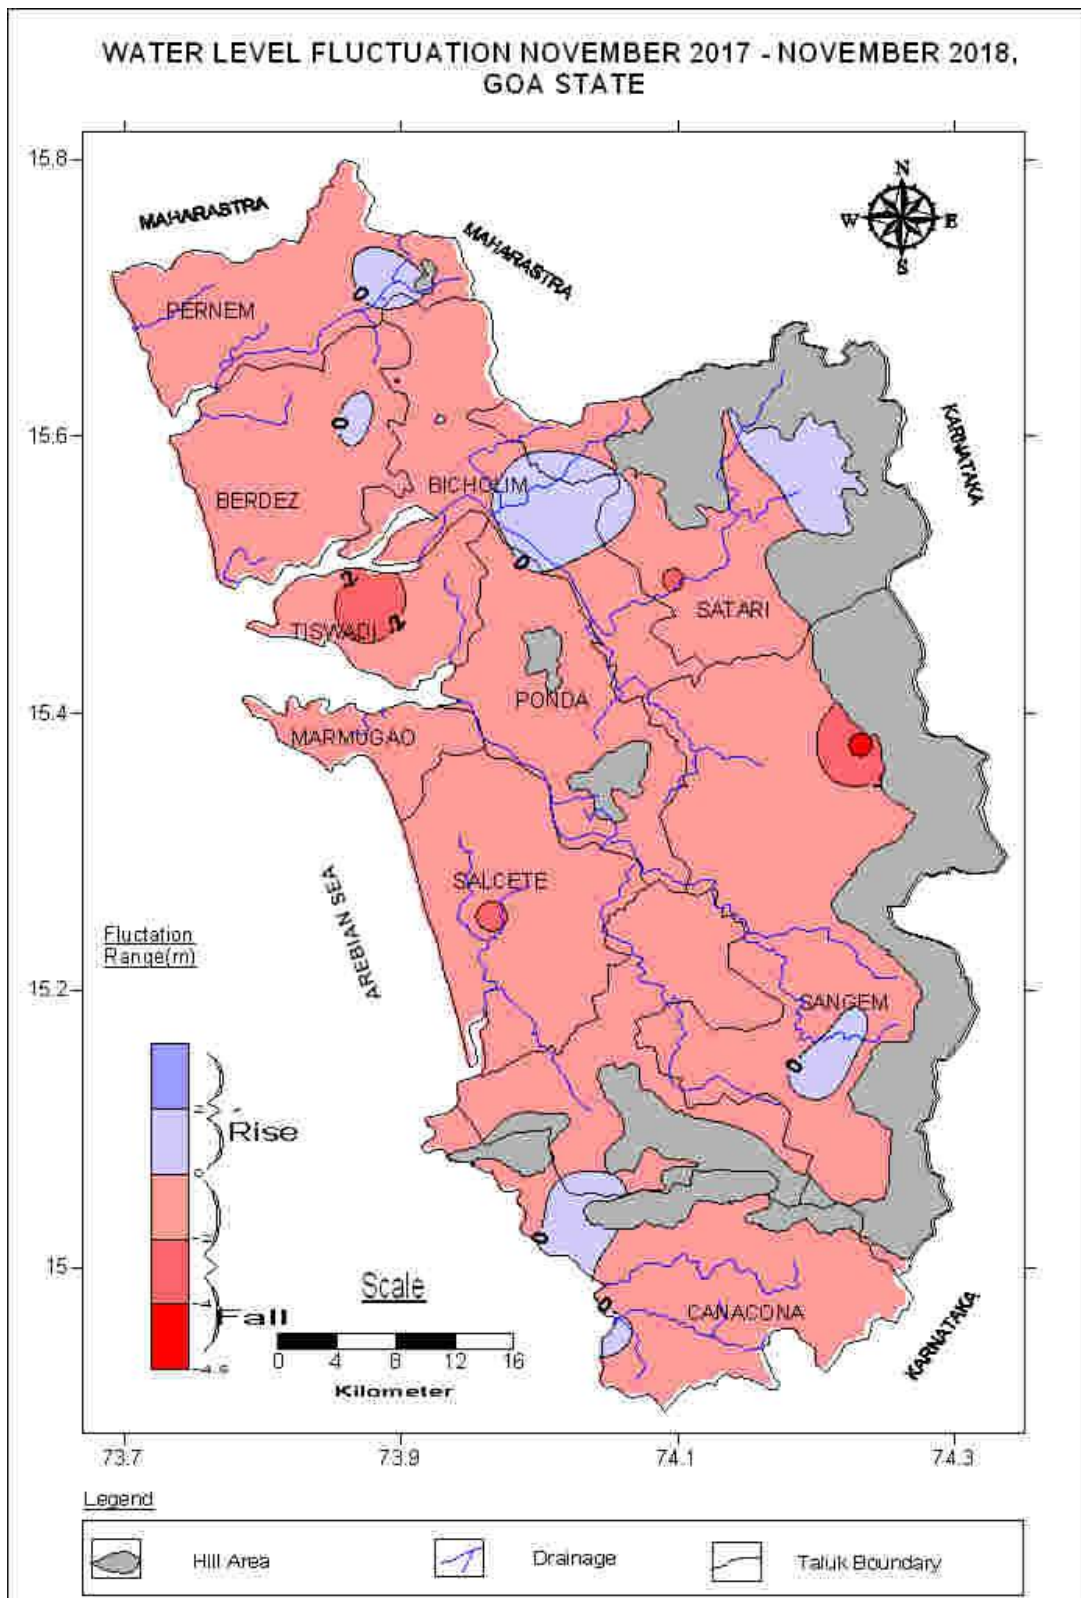 WATER LEVEL FLUCTUATION NOVEMBER 2017 - NOVEMBER 2018,
GOA STATE
15.8
N
MAHARASTRA
MAHARASTRA
W
E
S
0
PERNEM
15.6
0
KARNATAKA
BERDEZ
BICHOLIM
0
SATARI
TISWADI
15.4
PONDA
MARMUGAO
SALCETE
AREBIAN SEA
Fluctation
Range(m)
15.2
SANGEM
0
Rise
0
0
15
Scale
0
CANACONA
KARNATAKA
Fall
-4
-4.6
0
4
8
12
16
Kilometer
73.7
73.9
74.1
74.3
Legend
Hill Area
Drainage
Taluk Boundary